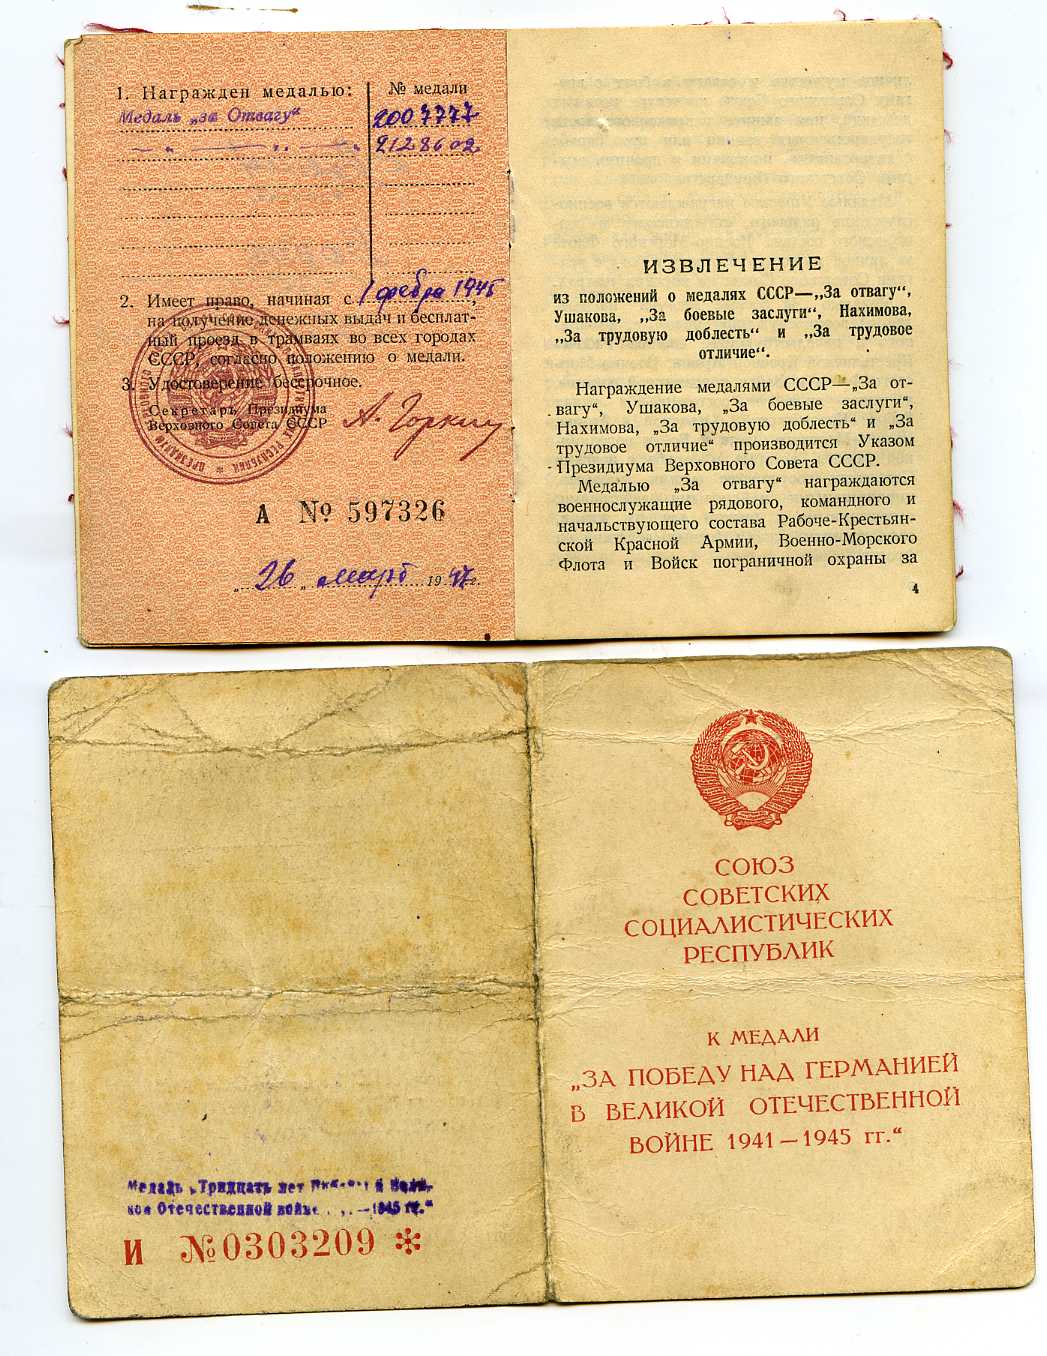 1. Награжден медалью:
№ медали
Медаль „за Отвагу“
2007777
— „ — „ — „
2128602
2. Имеет право, начиная с 1 февра 1945,
на получение денежных выдач и бесплат-
ный проезд в трамваях во всех городах
СССР, согласно положению о медали.
3. Удостоверение бессрочное.
Секретарь Президиума
Верховного Совета СССР
А. Горкин
А № 597326
„ 26 „ март 1947 г.
ИЗВЛЕЧЕНИЕ
из положений о медалях СССР—„За отвагу“,
Ушакова, „За боевые заслуги“, Нахимова,
„За трудовую доблесть“ и „За трудовое
отличие“.
Награждение медалями СССР—„За от-
вагу“, Ушакова, „За боевые заслуги“,
Нахимова, „За трудовую доблесть“ и „За
трудовое отличие“ производится Указом
Президиума Верховного Совета СССР.
Медалью „За отвагу“ награждаются
военнослужащие рядового, командного и
начальствующего состава Рабоче-Крестьян-
ской Красной Армии, Военно-Морского
Флота и Войск пограничной охраны за
4
Медаль „Тридцать лет
Отечественной войне — 1945 гг.“
И №0303209 *
СОЮЗ
СОВЕТСКИХ
СОЦИАЛИСТИЧЕСКИХ
РЕСПУБЛИК
К МЕДАЛИ
„ЗА ПОБЕДУ НАД ГЕРМАНИЕЙ
В ВЕЛИКОЙ ОТЕЧЕСТВЕННОЙ
ВОЙНЕ 1941 — 1945 гг.“